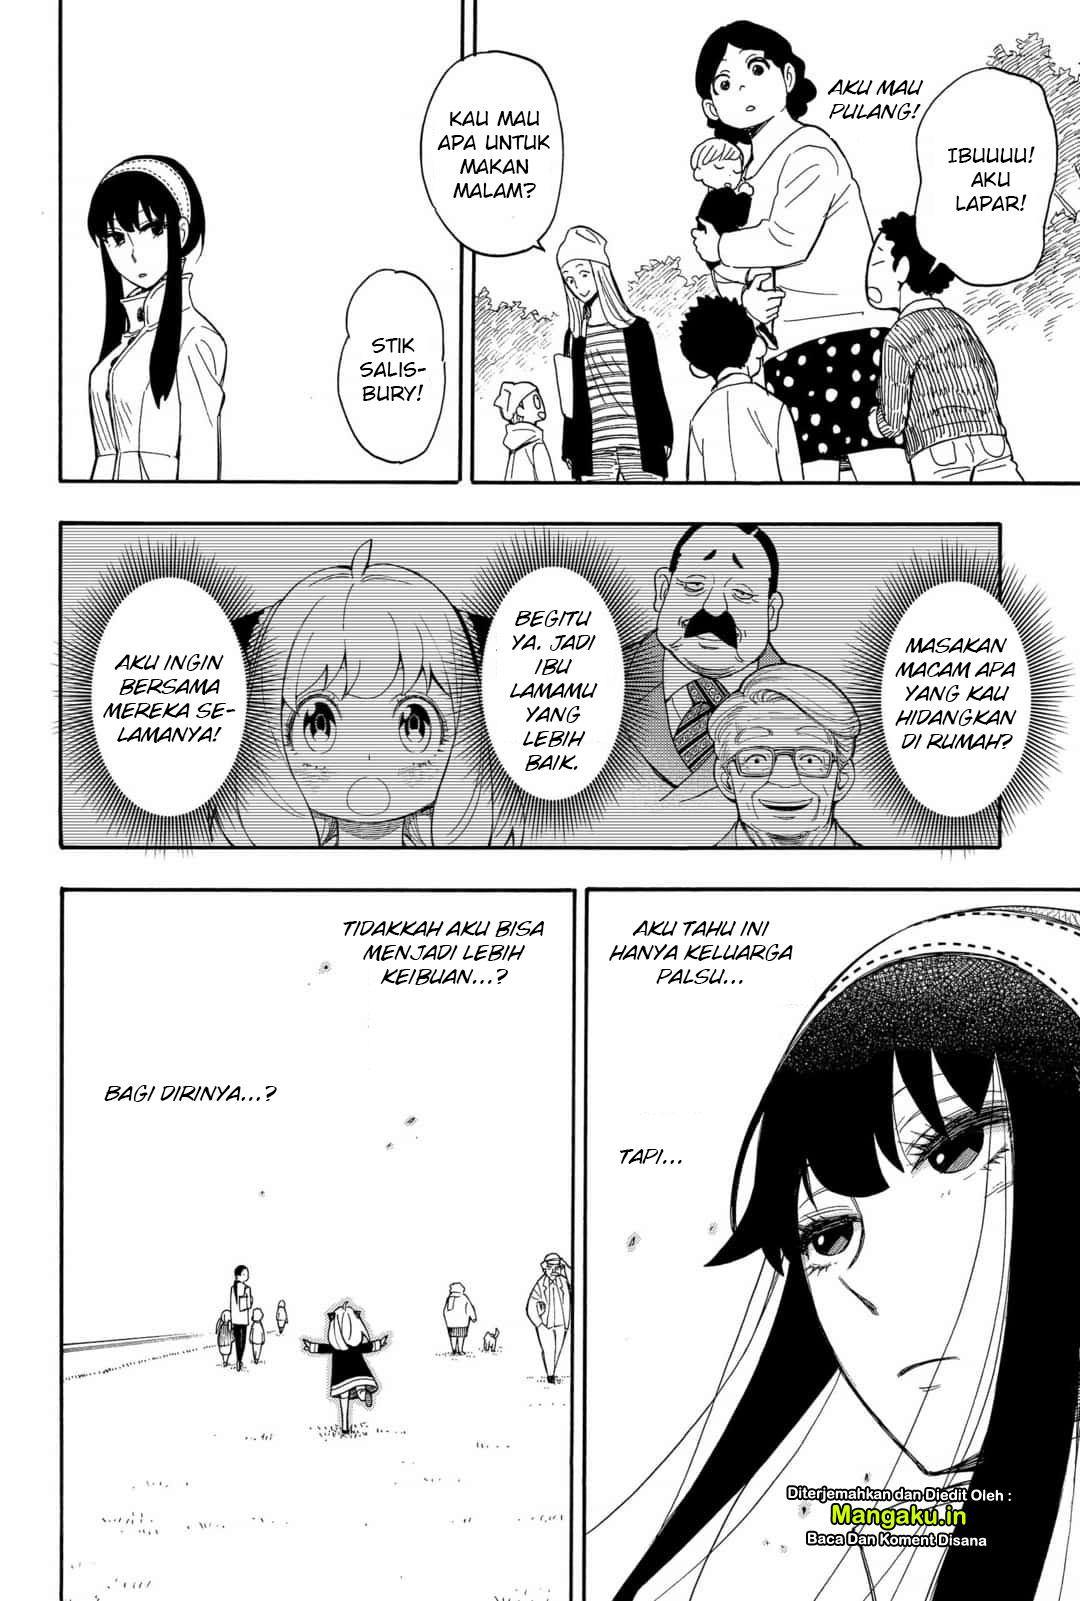 IBUUUU!
AKU
LAPAR!
AKU MAU
PULANG!
KAU MAU
APA UNTUK
MAKAN
MALAM?
STIK
SALIS-
BURY!
MASAKAN
MACAM APA
YANG KAU
HIDANGKAN
DI RUMAH?
BEGITU
YA. JADI
IBU
LAMAMU
YANG
LEBIH
BAIK.
AKU INGIN
BERSAMA
MEREKA SE-
LAMANYA!
AKU TAHU INI
HANYA KELUARGA
PALSU...
TAPI...
TIDAKKAH AKU BISA
MENJADI LEBIH
KEIBUAN...?
BAGI DIRINYA...?
Diterjemahkan dan Diedit Oleh :
Mangaku.in
Baca Dan Koment Disana